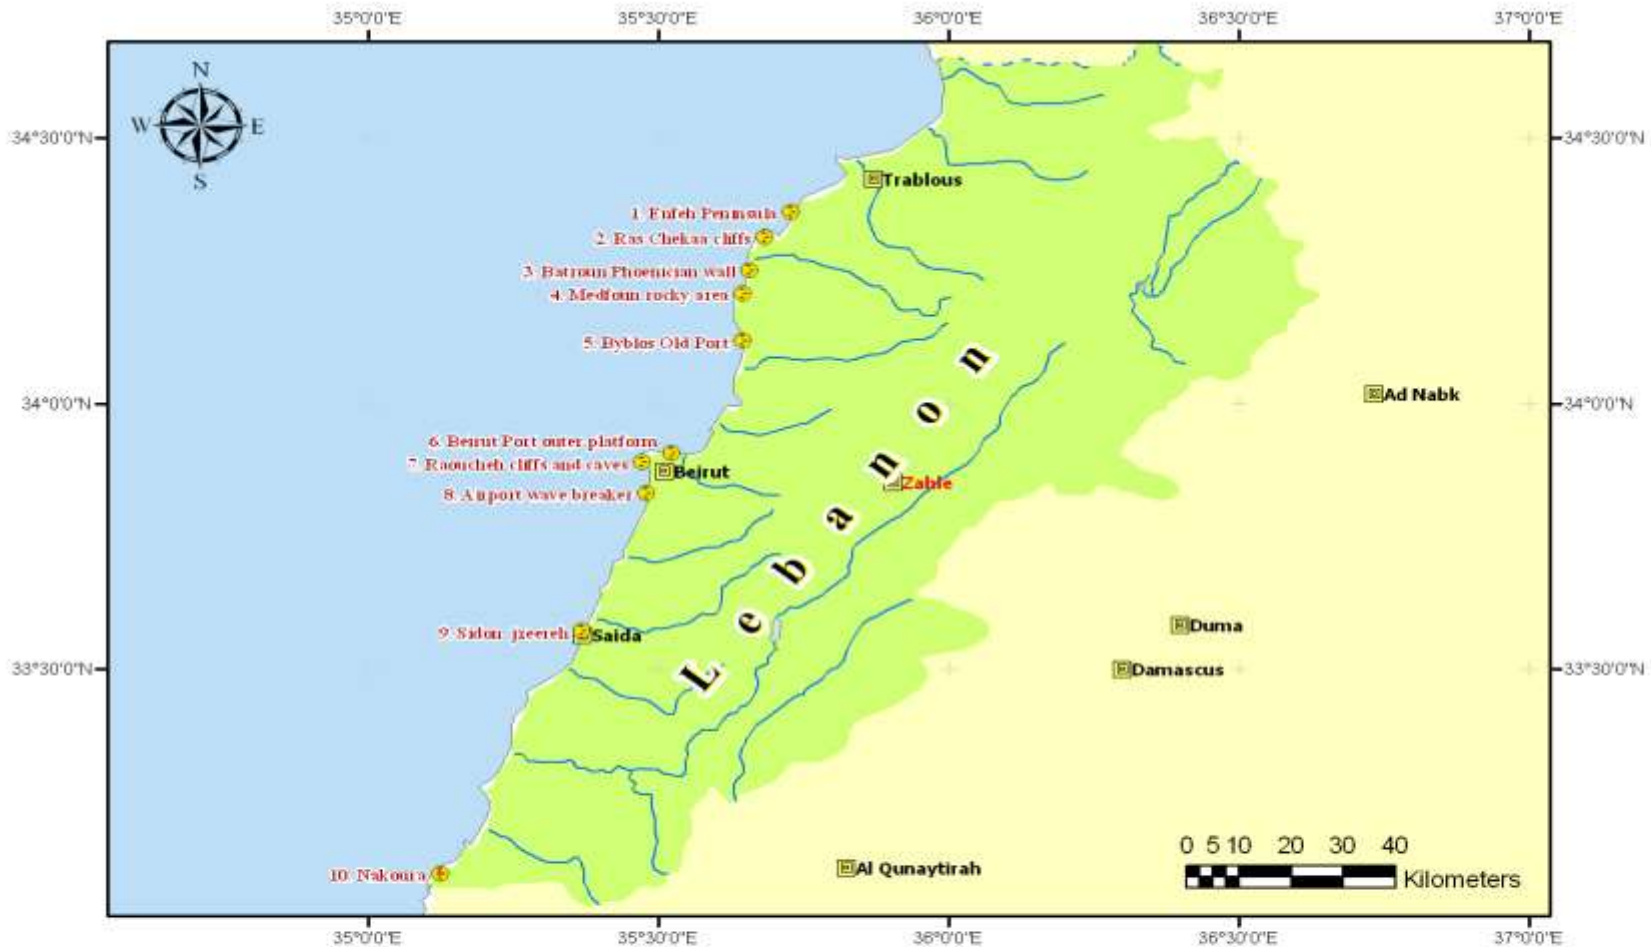 35°0'0"E 35°30'0"E 36°0'0"E 36°30'0"E 37°0'0"E
N
W E
S
34°30'0"N 34°30'0"N
Trablous
1. Enfeh Peninsula
2. Ras Chekaa cliffs
3. Batroun Phoenician wall
4. Medfoun rocky area
5. Byblos Old Port
34°0'0"N 34°0'0"N
Ad Nabk
6. Beirut Port outer platform
7. Raoucheh cliffs and caves
Beirut
Zahle
8. Airport wave breaker
Lebanon
Duma
9. Sidon- jzeereh
Saida
33°30'0"N 33°30'0"N
Damascus
0 5 10 20 30 40
Kilometers
Al Qunaytirah
10. Nakoura
35°0'0"E 35°30'0"E 36°0'0"E 36°30'0"E 37°0'0"E